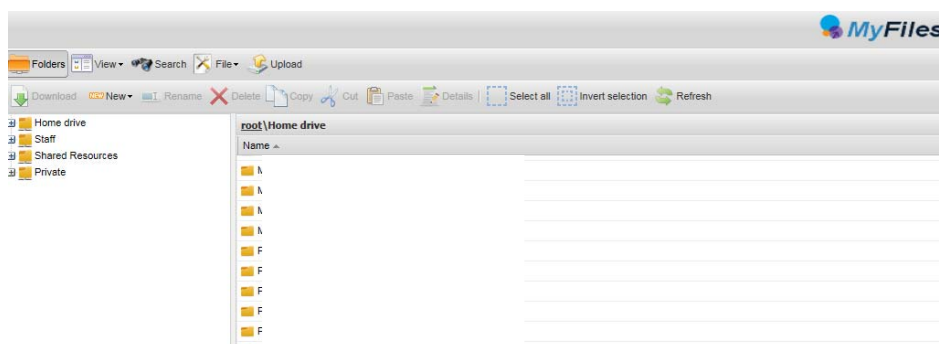 MyFiles
Folders View Search File Upload
Download New Rename Delete Copy Cut Paste Details Select all Invert selection Refresh
Home drive
Staff
Shared Resources
Private
root\Home drive
Name